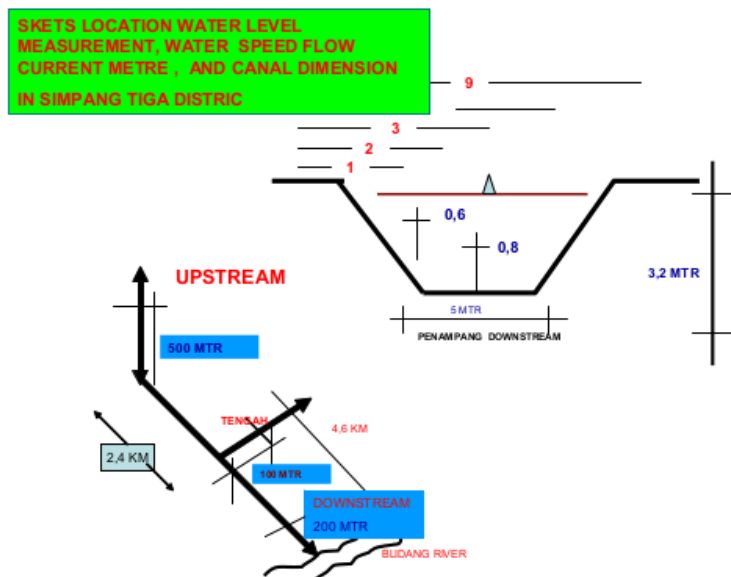 SKETS LOCATION WATER LEVEL
MEASUREMENT, WATER SPEED FLOW
CURRENT METRE , AND CANAL DIMENSION
IN SIMPANG TIGA DISTRIC
9
3
2
1
0,6
0,8
3,2 MTR
5 MTR
PENAMPANG DOWNSTREAM
UPSTREAM
500 MTR
TENGAH
4,6 KM
2,4 KM
100 MTR
DOWNSTREAM
200 MTR
BUDANG RIVER